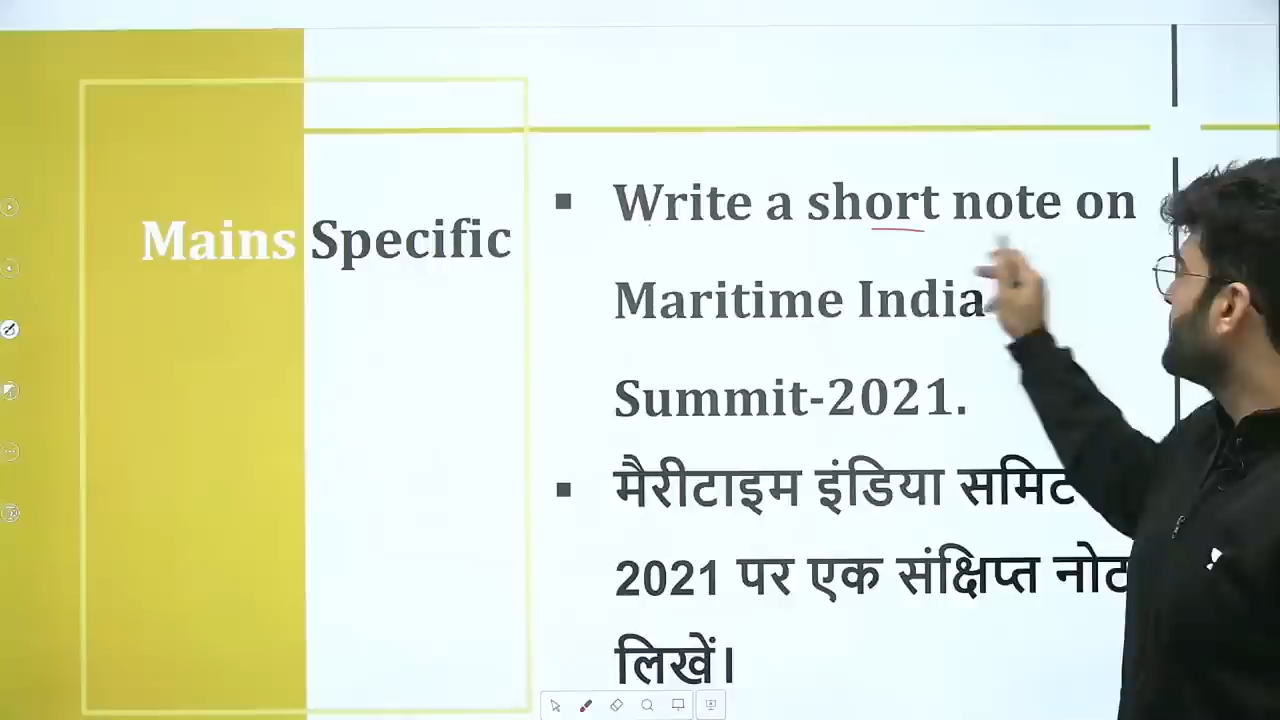 Mains Specific
Write a short note on
Maritime India
Summit-2021.
मैरीटाइम इंडिया समिट
2021 पर एक संक्षिप्त नोट
लिखें।